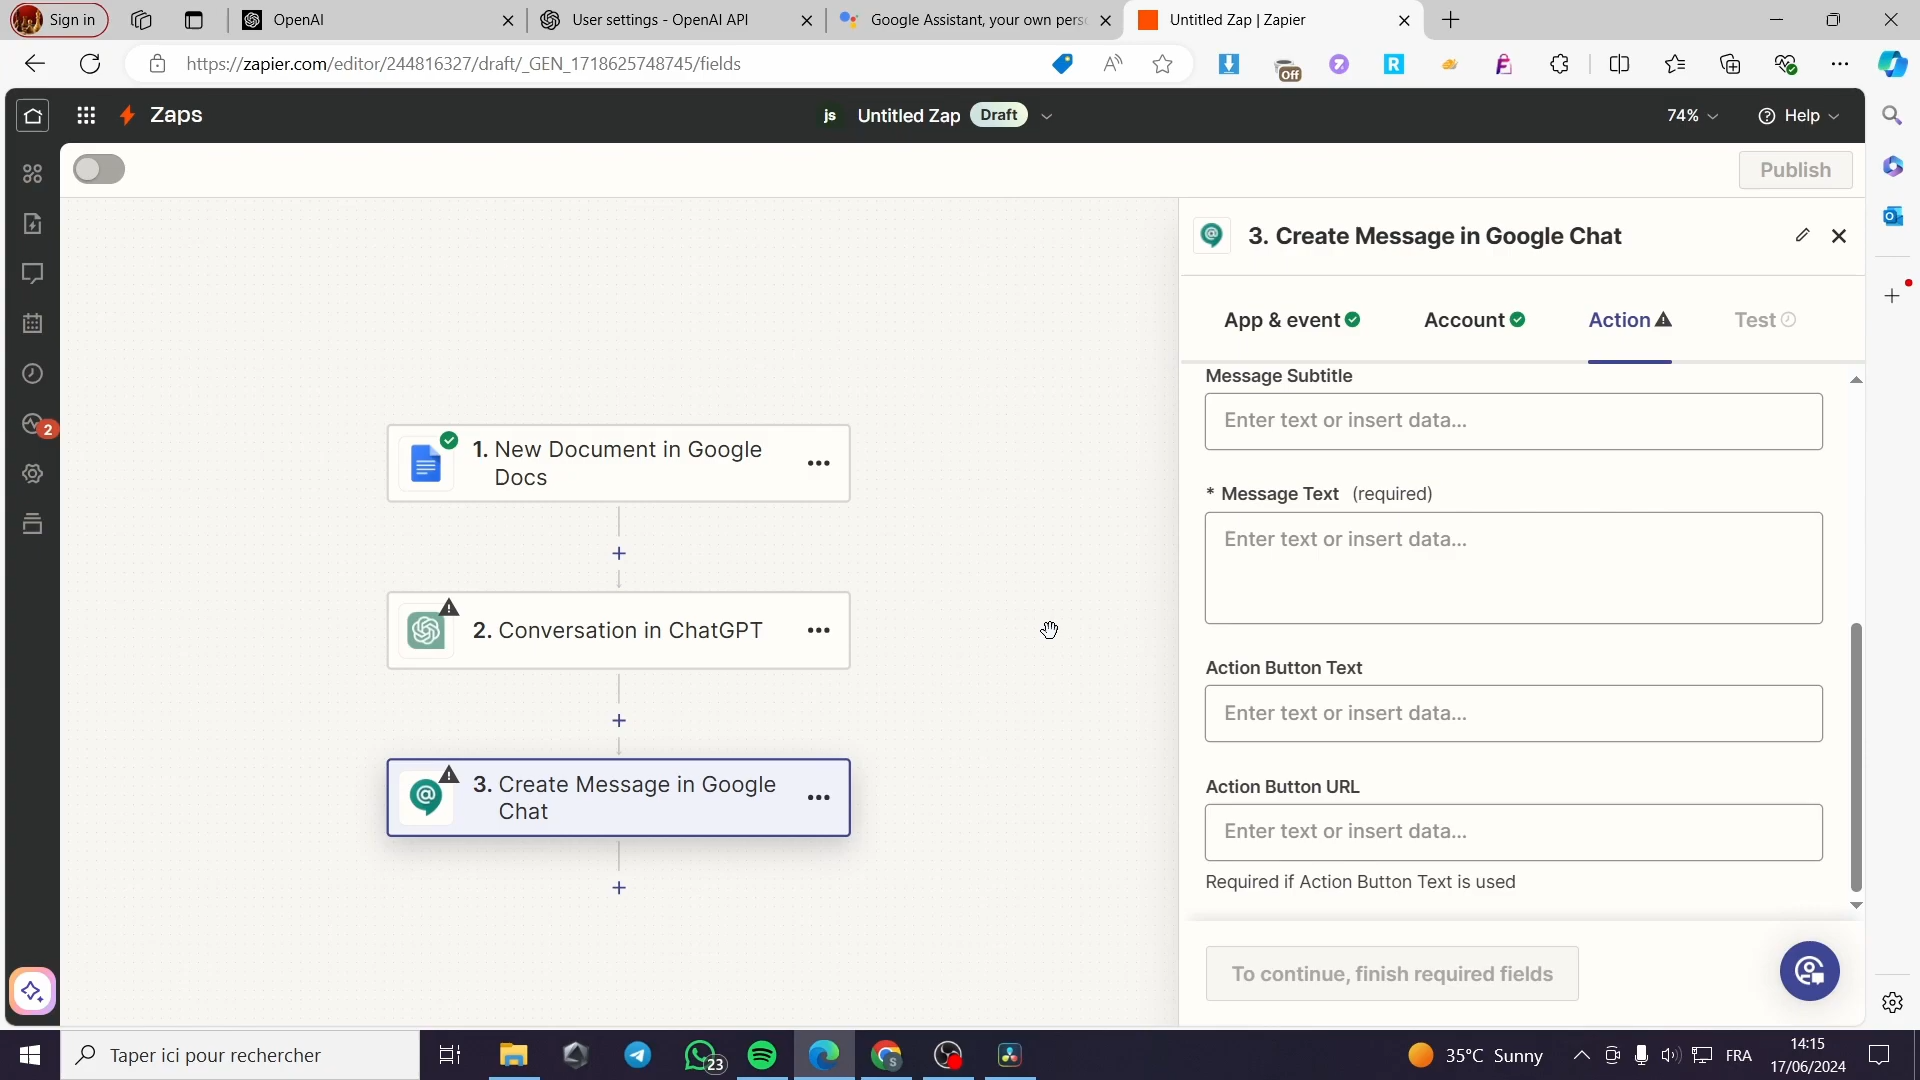 Sign in
OpenAI
User settings - OpenAI API
Google Assistant, your own pers
Untitled Zap | Zapier
https://zapier.com/editor/244816327/draft/_GEN_1718625748745/fields
Off
Zaps
js Untitled Zap Draft
74%
Help
Publish
3. Create Message in Google Chat
App & event
Account
Action
Test
Message Subtitle
Enter text or insert data...
* Message Text (required)
Enter text or insert data...
Action Button Text
Enter text or insert data...
Action Button URL
Enter text or insert data...
Required if Action Button Text is used
To continue, finish required fields
1. New Document in Google
Docs
2. Conversation in ChatGPT
3. Create Message in Google
Chat
2
Taper ici pour rechercher
23
35°C Sunny
FRA
14:15
17/06/2024